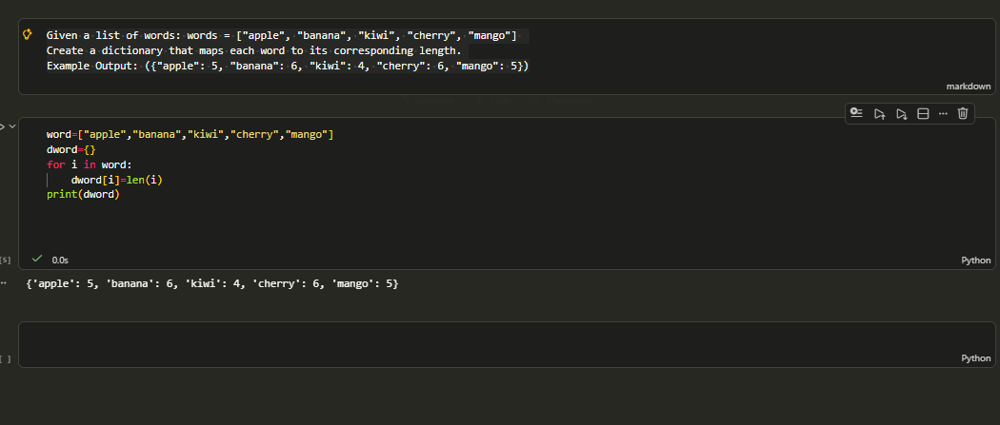 Given a list of words: words = ["apple", "banana", "kiwi", "cherry", "mango"]
Create a dictionary that maps each word to its corresponding length.
Example Output: ({"apple": 5, "banana": 6, "kiwi": 4, "cherry": 6, "mango": 5})
markdown
word=["apple","banana","kiwi","cherry","mango"]
dword={}
for i in word:
    dword[i]=len(i)
print(dword)
[5]
0.0s
Python
{'apple': 5, 'banana': 6, 'kiwi': 4, 'cherry': 6, 'mango': 5}
[ ]
Python